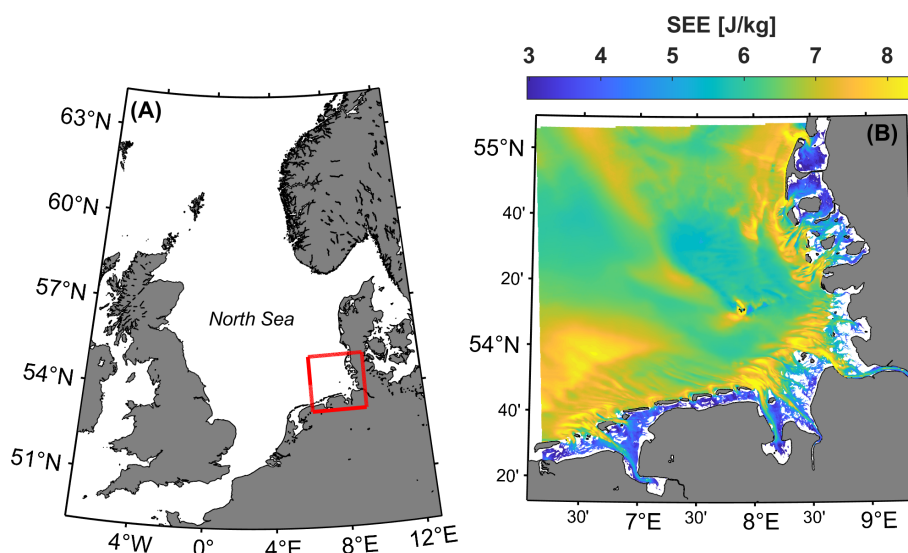 SEE [J/kg]
3 4 5 6 7 8
(A)
63°N
60°N
57°N
54°N
51°N
North Sea
4°W 0° 4°E 8°E 12°E
(B)
55°N
40'
20'
54°N
40'
20'
30' 7°E 30' 8°E 30' 9°E